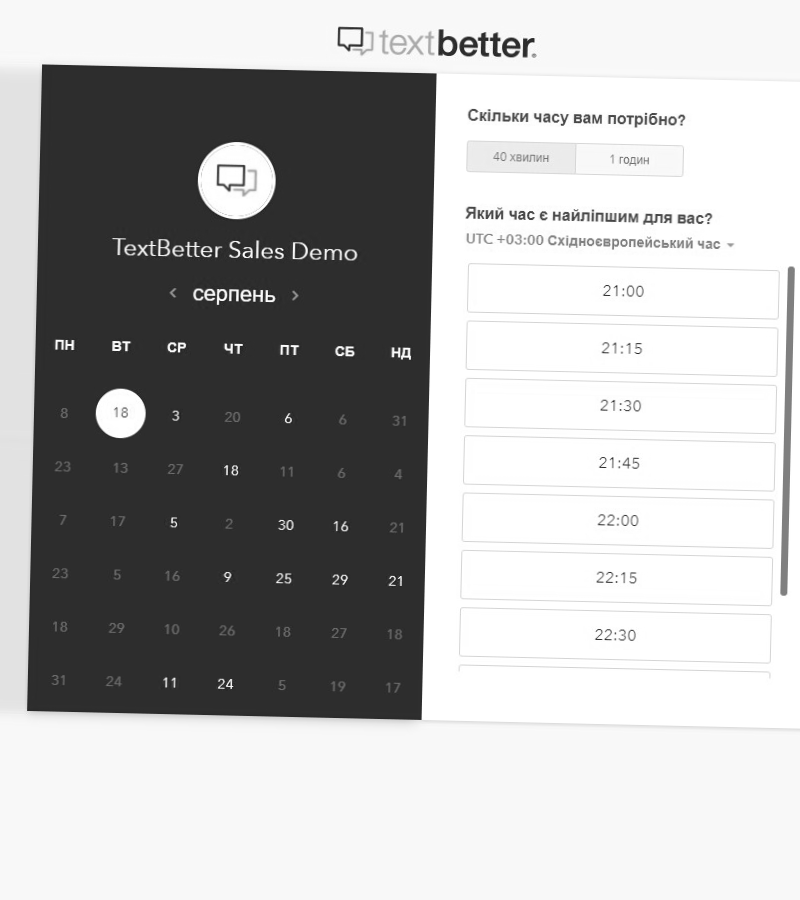 textbetter.
TextBetter Sales Demo
серпень
ПН ВТ СР ЧТ ПТ СБ НД
8 18 3 20 6 6 31
23 13 27 18 11 6 4
7 17 5 2 30 16 21
23 5 16 9 25 29 21
18 29 10 26 18 27 18
31 24 11 24 5 19 17
Скільки часу вам потрібно?
40 хвилин 1 годин
Який час є найліпшим для вас?
UTC +03:00 Східноєвропейський час
21:00
21:15
21:30
21:45
22:00
22:15
22:30